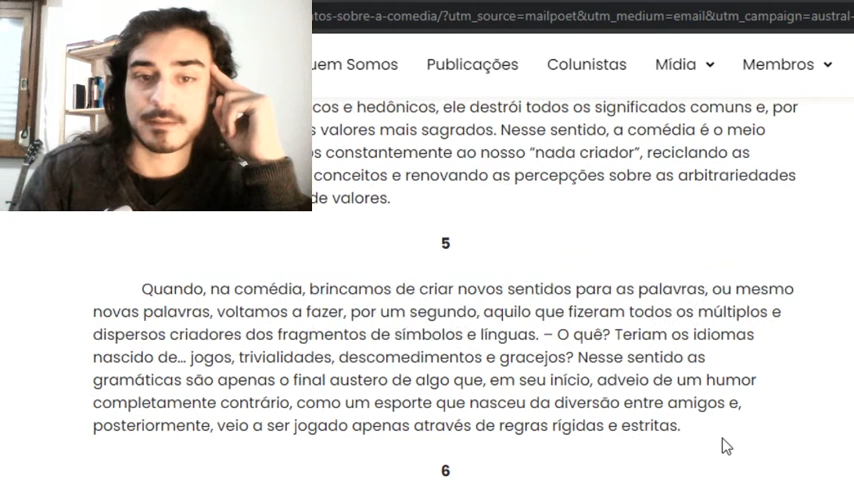 ntos-sobre-a-comedia/?utm_source=mailpoet&utm_medium=email&utm_campaign=austral-
uem Somos Publicações Colunistas Mídia Membros
cos e hedônicos, ele destrói todos os significados comuns e, por
s valores mais sagrados. Nesse sentido, a comédia é o meio
os constantemente ao nosso “nada criador”, reciclando as
conceitos e renovando as percepções sobre as arbitrariedades
de valores.
5
Quando, na comédia, brincamos de criar novos sentidos para as palavras, ou mesmo
novas palavras, voltamos a fazer, por um segundo, aquilo que fizeram todos os múltiplos e
dispersos criadores dos fragmentos de símbolos e línguas. – O quê? Teriam os idiomas
nascido de... jogos, trivialidades, descomedimentos e gracejos? Nesse sentido as
gramáticas são apenas o final austero de algo que, em seu início, adveio de um humor
completamente contrário, como um esporte que nasceu da diversão entre amigos e,
posteriormente, veio a ser jogado apenas através de regras rígidas e estritas.
6